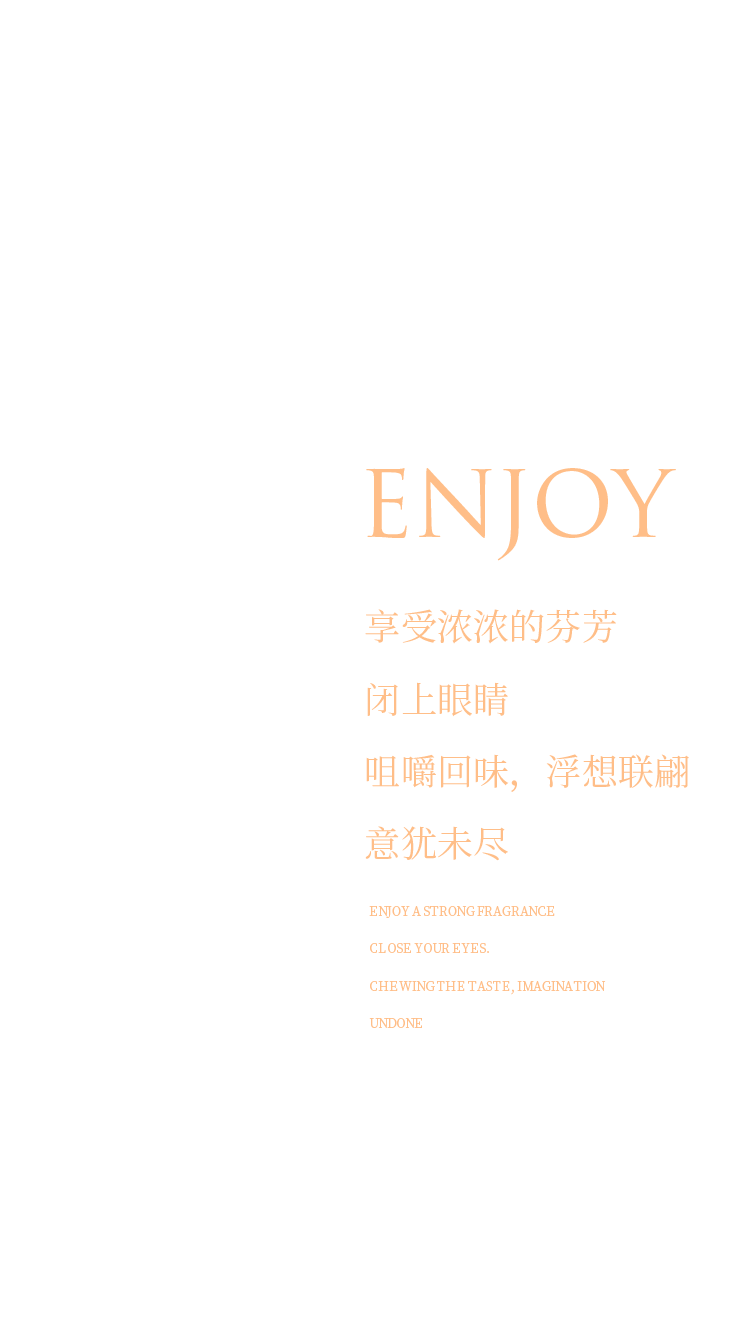 ENJOY
享受浓浓的芬芳
闭上眼睛
咀嚼回味，浮想联翩
意犹未尽
ENJOY A STRONG FRAGRANCE
CLOSE YOUR EYES.
CHEWING THE TASTE, IMAGINATION
UNDONE